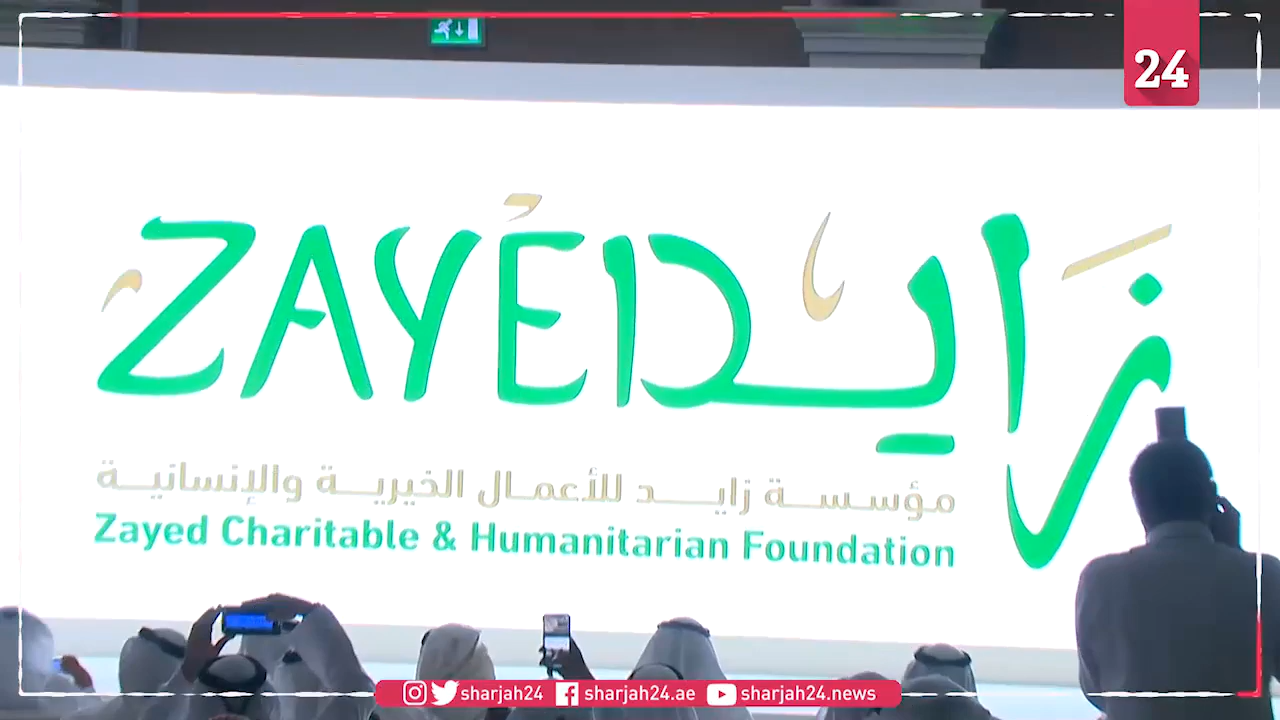 24
ZAYED زايد
مؤسسة زايد للأعمال الخيرية والإنسانية
Zayed Charitable & Humanitarian Foundation
sharjah24 sharjah24.ae sharjah24.news